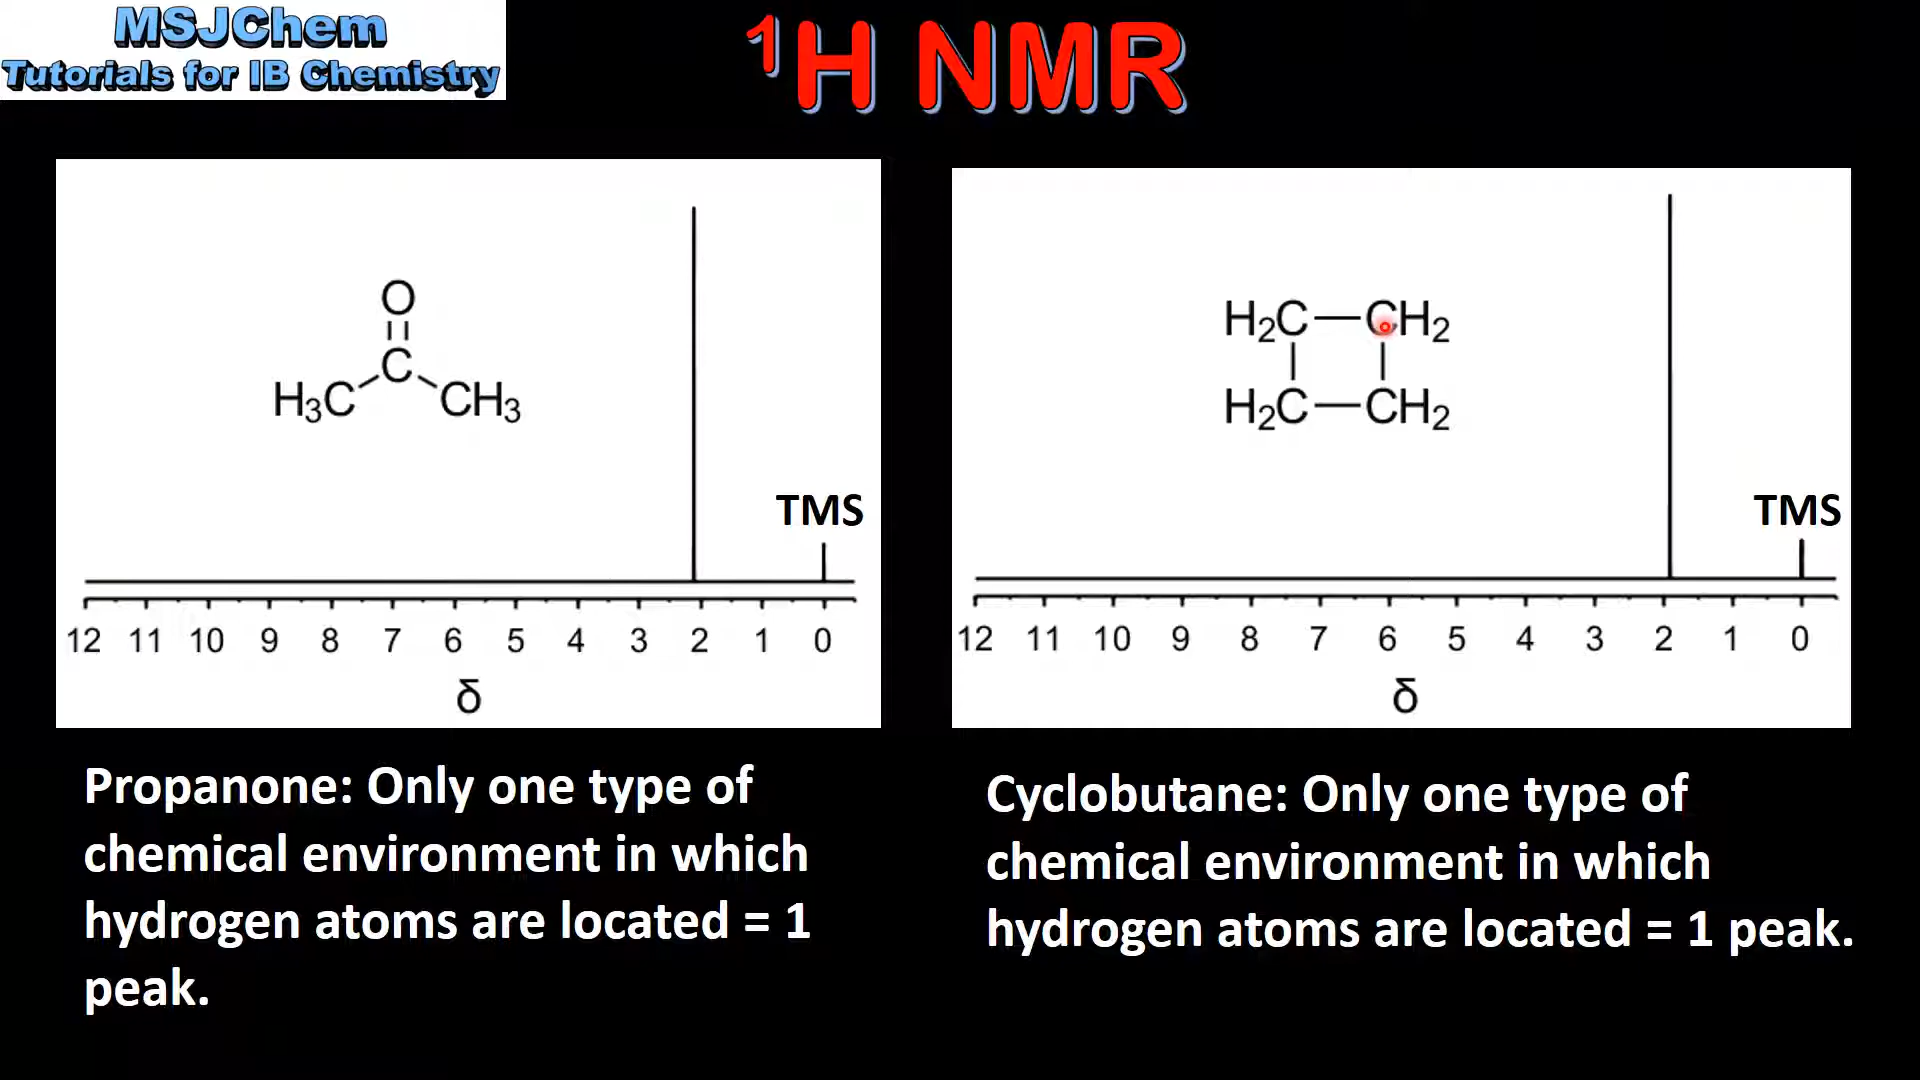 MSJChem
Tutorials for IB Chemistry
¹H NMR
O
C
H₃C CH₃
TMS
12 11 10 9 8 7 6 5 4 3 2 1 0
δ
H₂C CH₂
H₂C CH₂
TMS
12 11 10 9 8 7 6 5 4 3 2 1 0
δ
Propanone: Only one type of
chemical environment in which
hydrogen atoms are located = 1
peak.
Cyclobutane: Only one type of
chemical environment in which
hydrogen atoms are located = 1 peak.